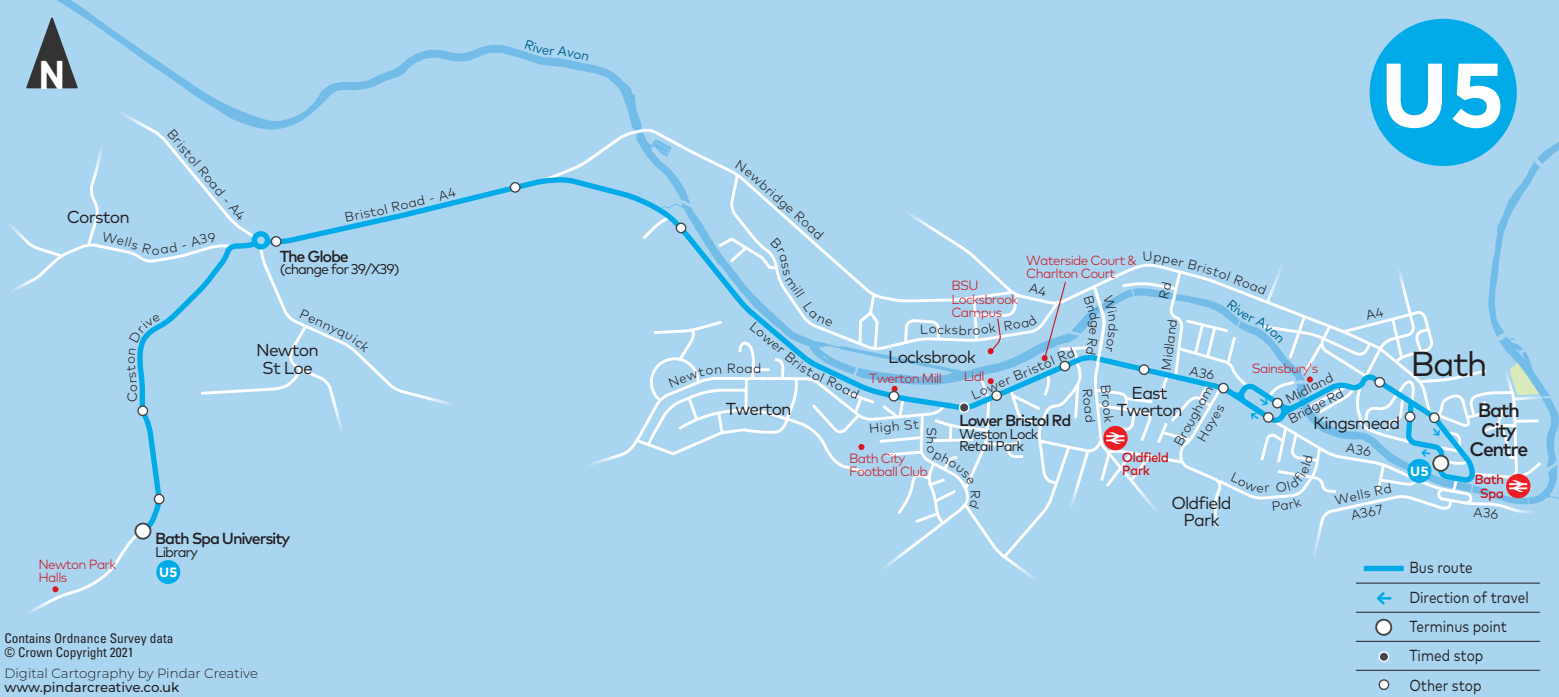 N
River Avon
U5
Bristol Road - A4
Corston
Wells Road - A39
Bristol Road - A4
The Globe
(change for 39/X39)
Pennyquick
Newton
St Loe
Corston Drive
Bath Spa University
Library
U5
Newton Park
Halls
Newbridge Road
Brassmill Lane
Lower Bristol Road
Newton Road
Twerton
Twerton Mill
High St
Shophouse Rd
Bath City
Football Club
BSU
Locksbrook
Campus
Locksbrook Road
Locksbrook
Lidl
Lower Bristol Rd
Lower Bristol Rd
Weston Lock
Retail Park
Waterside Court &
Charlton Court
A4
Upper Bristol Road
Windsor
Bridge Rd
Midland
Rd
River Avon
A4
A36
Brook
Road
East
Twerton
Brougham
Hayes
Oldfield
Park
Oldfield
Park
Lower Oldfield
Park
Sainsbury's
Midland
Bridge Rd
Kingsmead
A36
Wells Rd
A367
A36
Bath
Bath
City
Centre
U5
Bath
Spa
Bus route
Direction of travel
Terminus point
Timed stop
Other stop
Contains Ordnance Survey data
© Crown Copyright 2021
Digital Cartography by Pindar Creative
www.pindarcreative.co.uk